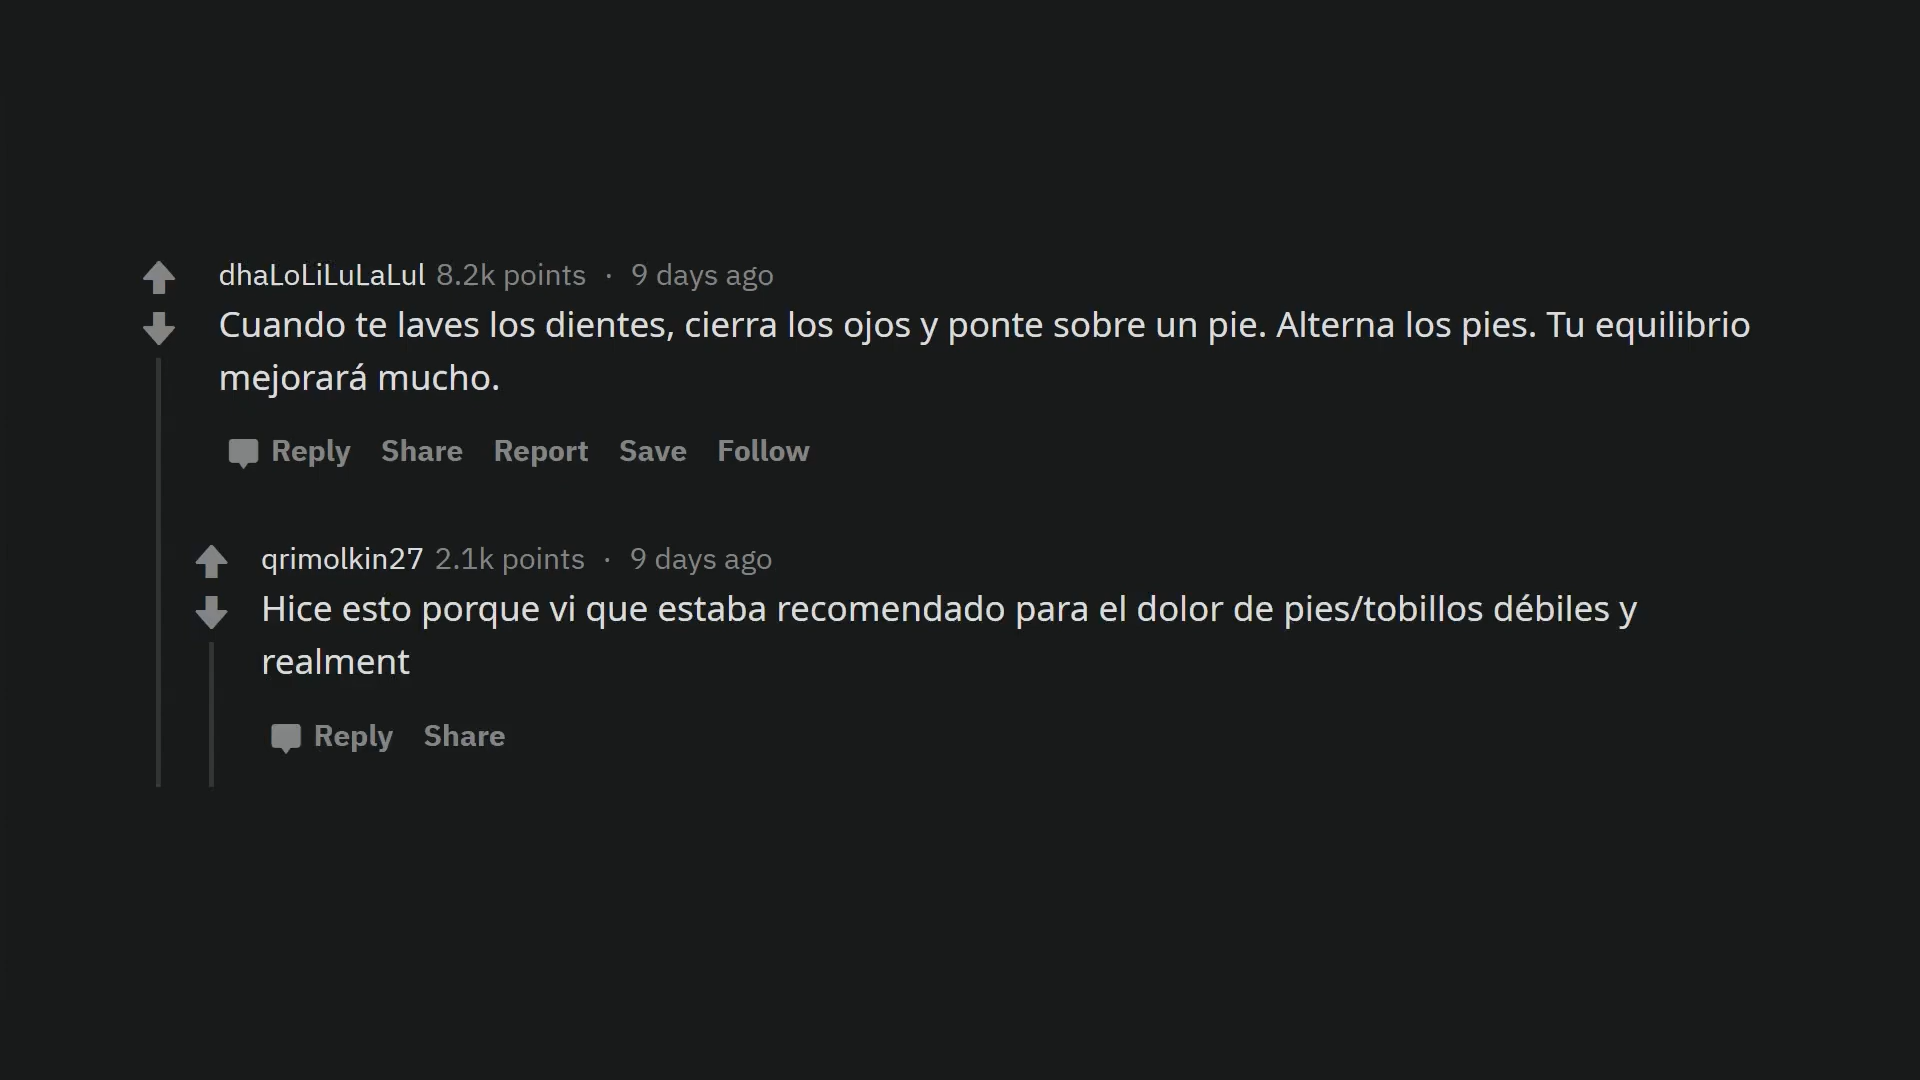 dhaLoLiLuLaLul 8.2k points · 9 days ago
Cuando te laves los dientes, cierra los ojos y ponte sobre un pie. Alterna los pies. Tu equilibrio
mejorará mucho.
Reply Share Report Save Follow
qrimolkin27 2.1k points · 9 days ago
Hice esto porque vi que estaba recomendado para el dolor de pies/tobillos débiles y
realment
Reply Share